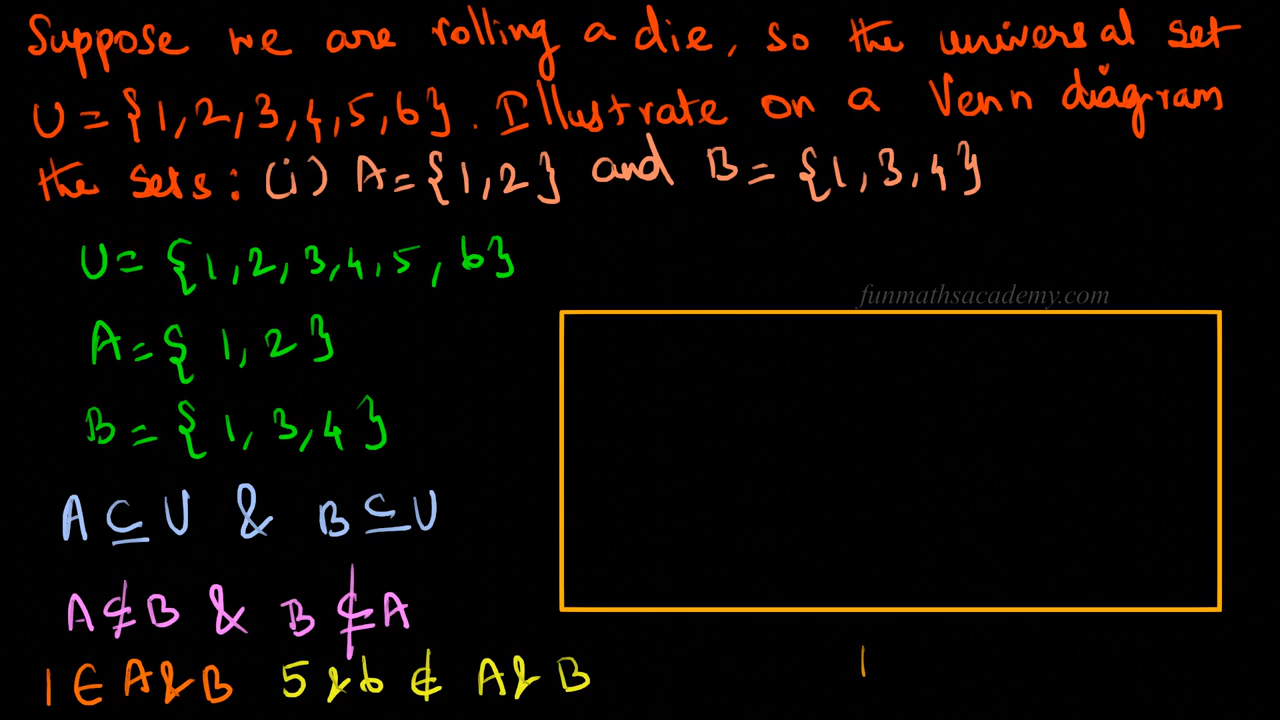 Suppose we are rolling a die, so the universal set
U = {1, 2, 3, 4, 5, 6}. Illustrate on a Venn diagram
the sets: (i) A = {1, 2} and B = {1, 3, 4}
U = {1, 2, 3, 4, 5, 6}
funmathsacademy.com
A = {1, 2}
B = {1, 3, 4}
A ⊆ U & B ⊆ U
A ⊄ B & B ⊈ A
1 ∈ A & B 5 & 6 ∉ A & B